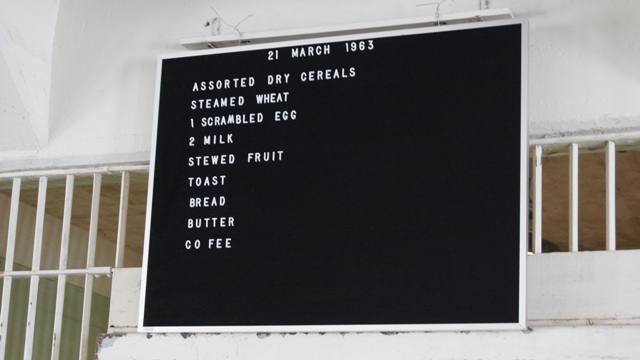 21 MARCH 1963
ASSORTED DRY CEREALS
STEAMED WHEAT
1 SCRAMBLED EGG
2 MILK
STEWED FRUIT
TOAST
BREAD
BUTTER
CO FEE